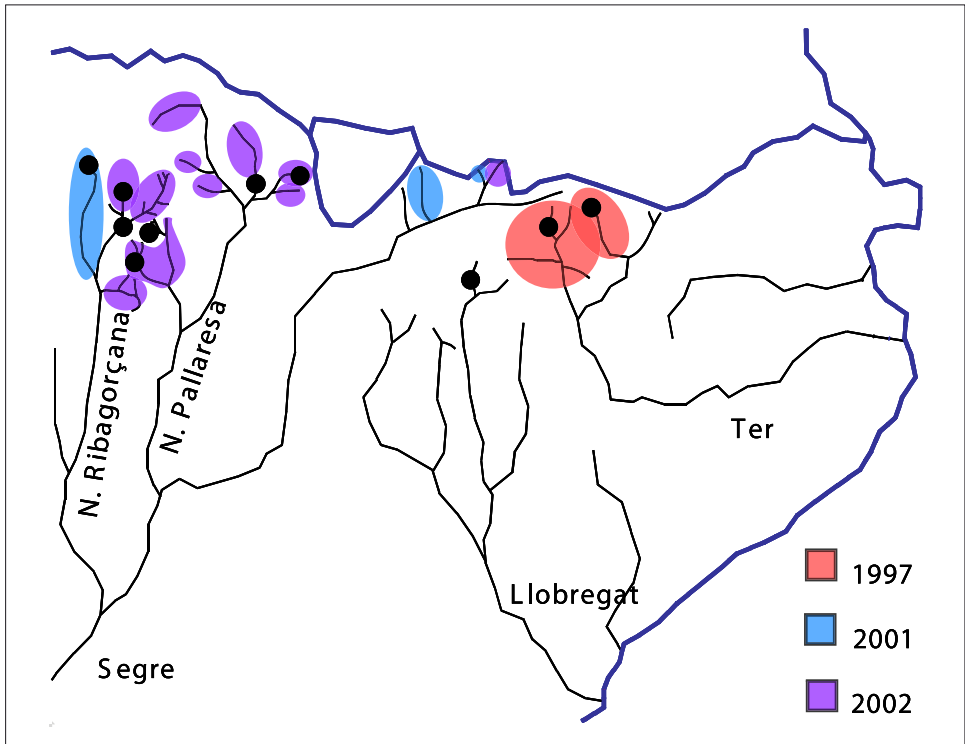 N. Ribagorçana
N. Pallaresa
Ter
Llobregat
Segre
1997
2001
2002